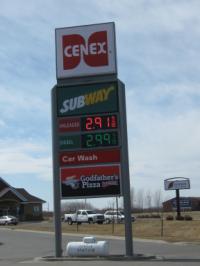 CENEX
SUBWAY
UNLEADED 2.91
DIESEL 2.99
Car Wash
Godfather's
Pizza